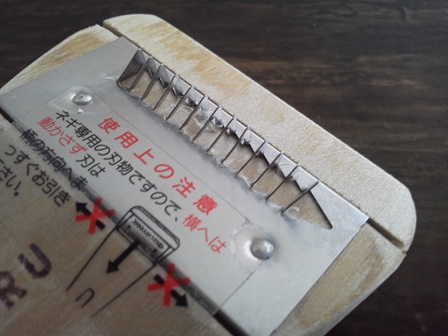 使用上の注意
ネギ専用の刃物ですので、横へは
動かさず刃は
柄の方向へま
っすぐお引き
ださい。
RU